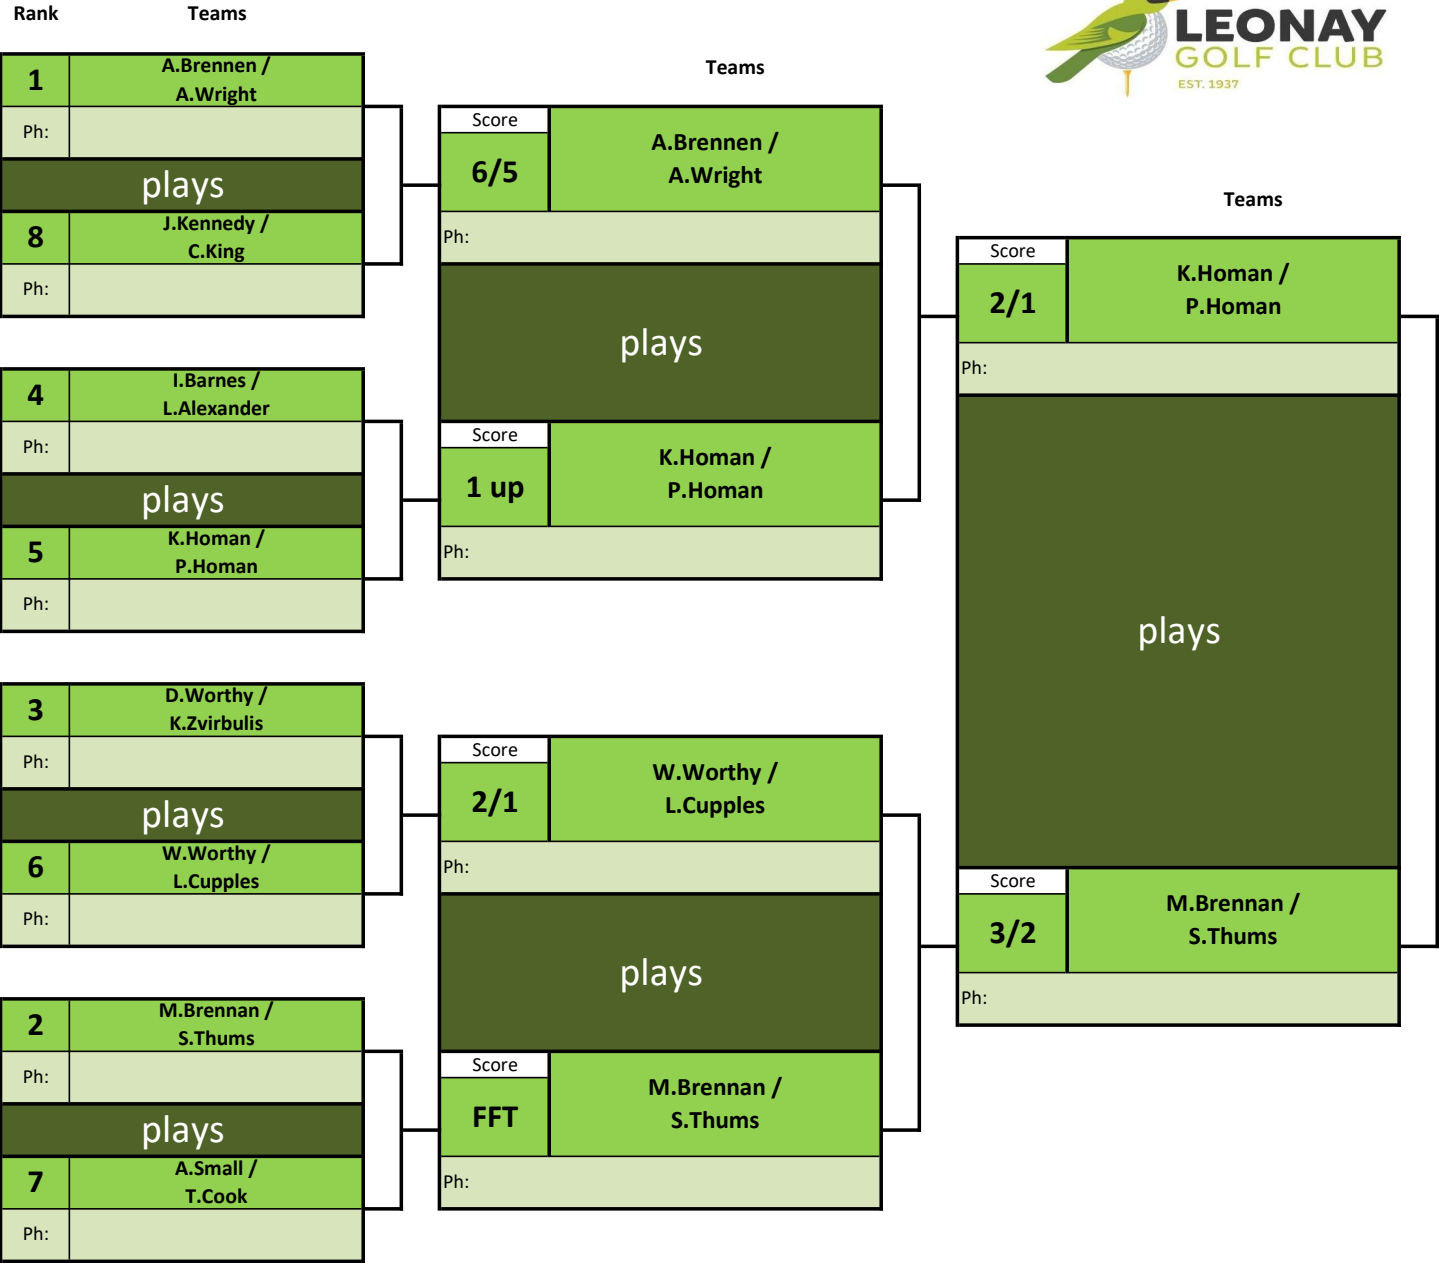 Rank
Teams
1
A.Brennen /
A.Wright
Ph:
plays
8
J.Kennedy /
C.King
Ph:
4
I.Barnes /
L.Alexander
Ph:
plays
5
K.Homan /
P.Homan
Ph:
3
D.Worthy /
K.Zvirbulis
Ph:
plays
6
W.Worthy /
L.Cupples
Ph:
2
M.Brennan /
S.Thums
Ph:
plays
7
A.Small /
T.Cook
Ph:
Teams
Score
6/5
A.Brennen /
A.Wright
Ph:
plays
Score
1 up
K.Homan /
P.Homan
Ph:
Score
2/1
W.Worthy /
L.Cupples
Ph:
plays
Score
FFT
M.Brennan /
S.Thums
Ph:
LEONAY
GOLF CLUB
EST. 1937
Teams
Score
2/1
K.Homan /
P.Homan
Ph:
plays
Score
3/2
M.Brennan /
S.Thums
Ph: